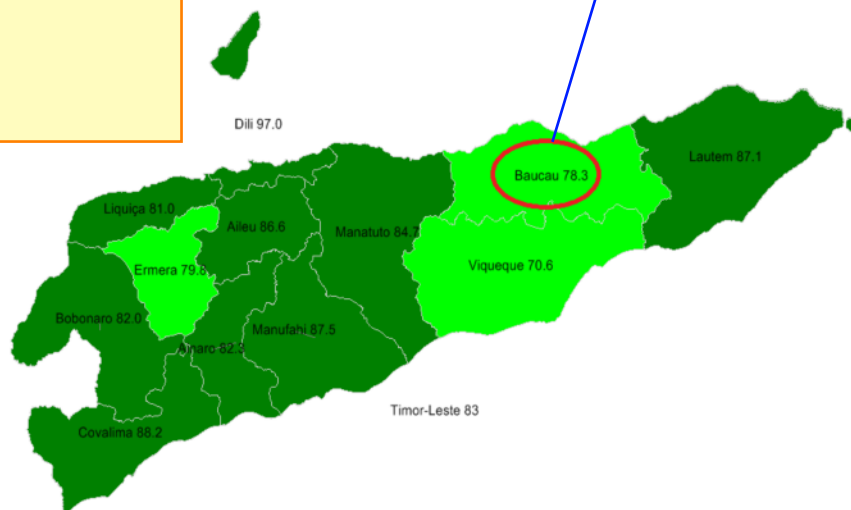 Dili 97.0
Lautem 87.1
Baucau 78.3
Liquiça 81.0
Aileu 86.6
Manatuto 84.7
Ermera 79.8
Viqueque 70.6
Bobonaro 82.0
Manufahi 87.5
Ainaro 82.3
Timor-Leste 83
Covalima 88.2